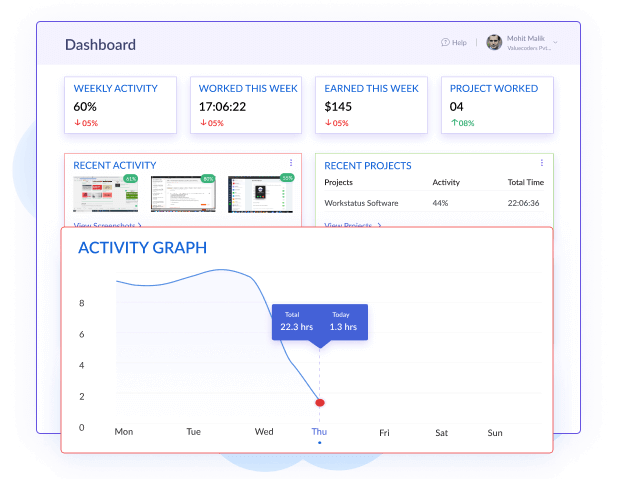 Dashboard
Help
Mohit Malik
Valuecoders Pvt...
WEEKLY ACTIVITY
60%
05%
WORKED THIS WEEK
17:06:22
05%
EARNED THIS WEEK
$145
05%
PROJECT WORKED
04
08%
RECENT ACTIVITY
61%
80%
View Screenshots
RECENT PROJECTS
Projects Activity Total Time
Workstatus Software 44% 22:06:36
View Projects
ACTIVITY GRAPH
8
6
4
2
0
Total Today
22.3 hrs 1.3 hrs
Mon Tue Wed Thu Fri Sat Sun